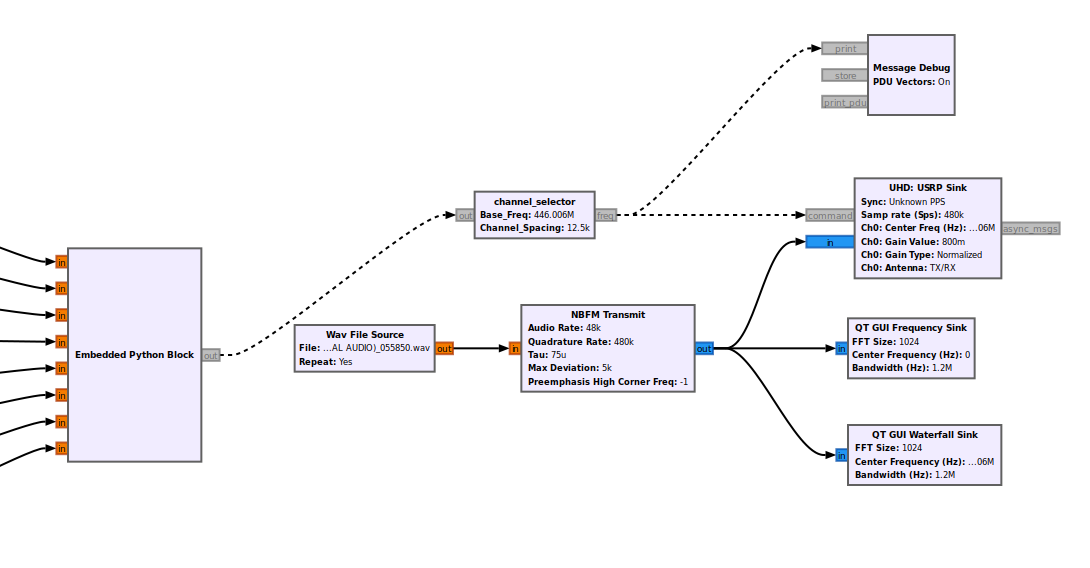 print
store
print_pdu
Message Debug
PDU Vectors: On
out
channel_selector
Base_Freq: 446.006M
Channel_Spacing: 12.5k
freq
command
in
UHD: USRP Sink
Sync: Unknown PPS
Samp rate (Sps): 480k
Ch0: Center Freq (Hz): ...06M
Ch0: Gain Value: 800m
Ch0: Gain Type: Normalized
Ch0: Antenna: TX/RX
async_msgs
in
in
in
in
in
in
in
in
Embedded Python Block
out
Wav File Source
File: ...AL AUDIO)_055850.wav
Repeat: Yes
out
in
NBFM Transmit
Audio Rate: 48k
Quadrature Rate: 480k
Tau: 75u
Max Deviation: 5k
Preemphasis High Corner Freq: -1
out
in
QT GUI Frequency Sink
FFT Size: 1024
Center Frequency (Hz): 0
Bandwidth (Hz): 1.2M
in
QT GUI Waterfall Sink
FFT Size: 1024
Center Frequency (Hz): ...06M
Bandwidth (Hz): 1.2M